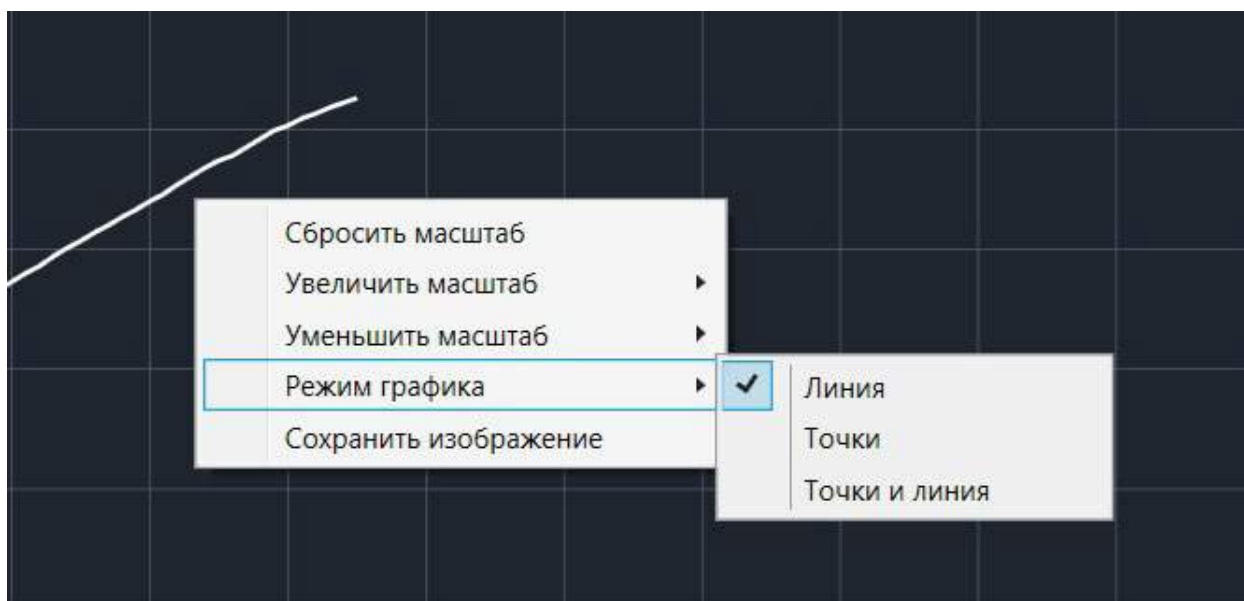 Сбросить масштаб
Увеличить масштаб
Уменьшить масштаб
Режим графика
Сохранить изображение
Линия
Точки
Точки и линия